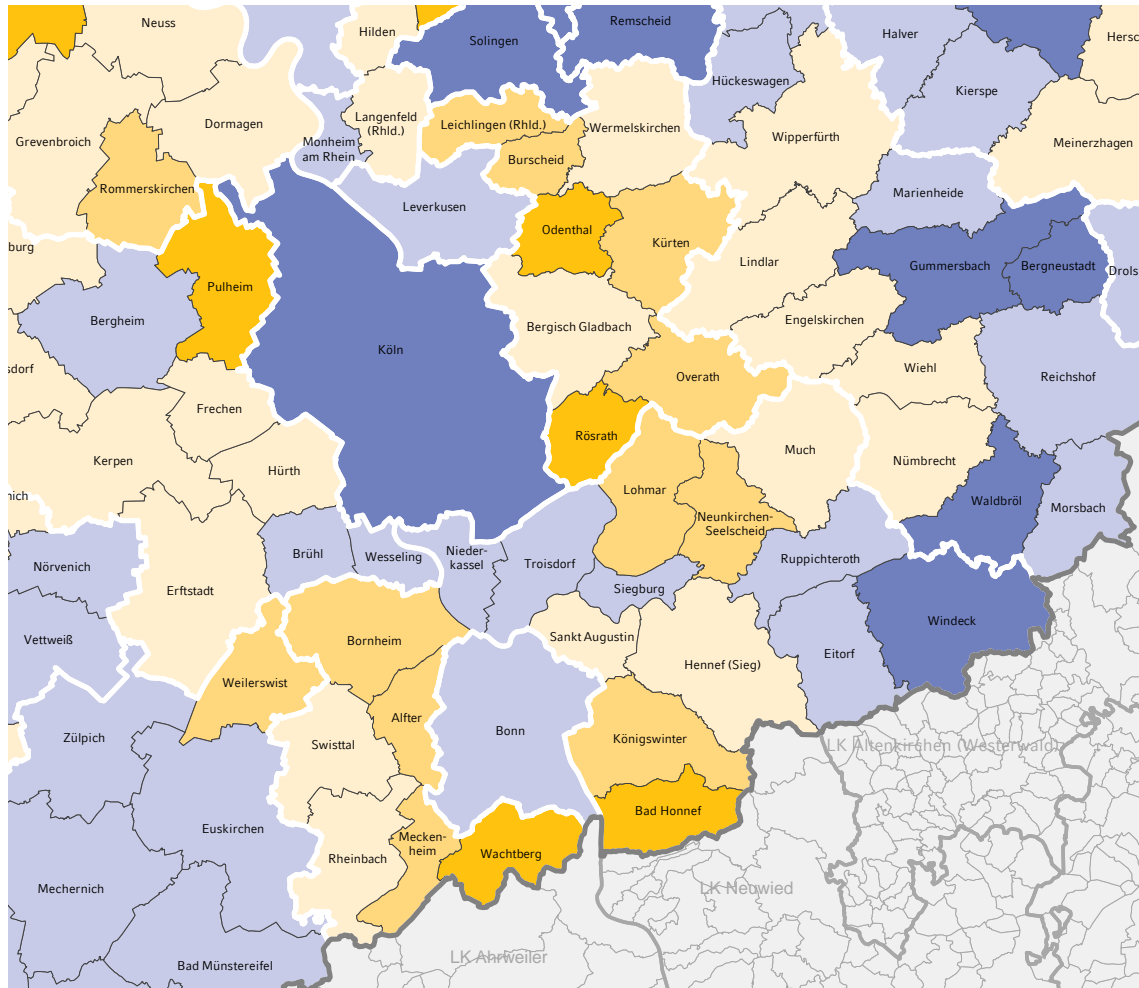 Neuss
Hilden
Solingen
Remscheid
Halver
Hersc
Hückeswagen
Kierspe
Grevenbroich
Dormagen
Monheim
am Rhein
Langenfeld
(Rhld.)
Leichlingen (Rhld.)
Wermelskirchen
Wipperfürth
Meinerzhagen
Burscheid
Rommerskirchen
Leverkusen
Marienheide
Odenthal
Kürten
burg
Lindlar
Gummersbach
Bergneustadt
Drols
Pulheim
Bergheim
Köln
Bergisch Gladbach
Engelskirchen
sdorf
Overath
Wiehl
Reichshof
Frechen
Rösrath
Kerpen
Hürth
Much
Nümbrecht
nich
Lohmar
Waldbröl
Morsbach
Neunkirchen-
Seelscheid
Nörvenich
Brühl
Wesseling
Nieder-
kassel
Troisdorf
Ruppichteroth
Erftstadt
Siegburg
Vettweiß
Bornheim
Sankt Augustin
Windeck
Hennef (Sieg)
Eitorf
Weilerswist
Zülpich
Swisttal
Alfter
Bonn
Königswinter
LK Altenkirchen (Westerwald)
Euskirchen
Bad Honnef
Mechernich
Rheinbach
Mecken-
heim
Wachtberg
LK Neuwied
Bad Münstereifel
LK Ahrweiler